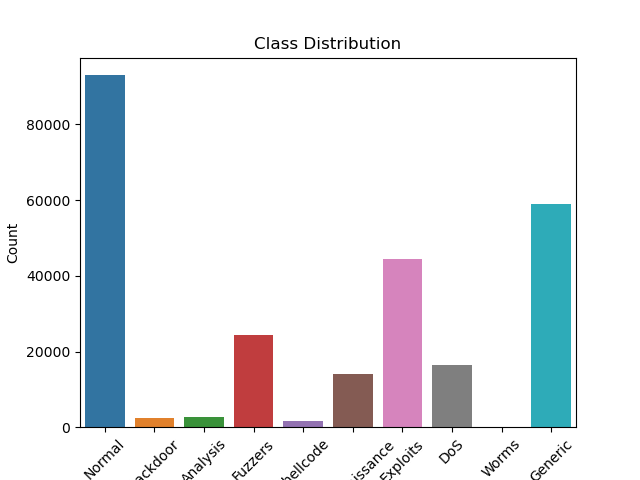 Class Distribution
Count
80000
60000
40000
20000
0
Normal
ackdoor
Analysis
Fuzzers
hellcode
issance
Exploits
DoS
Worms
Generic